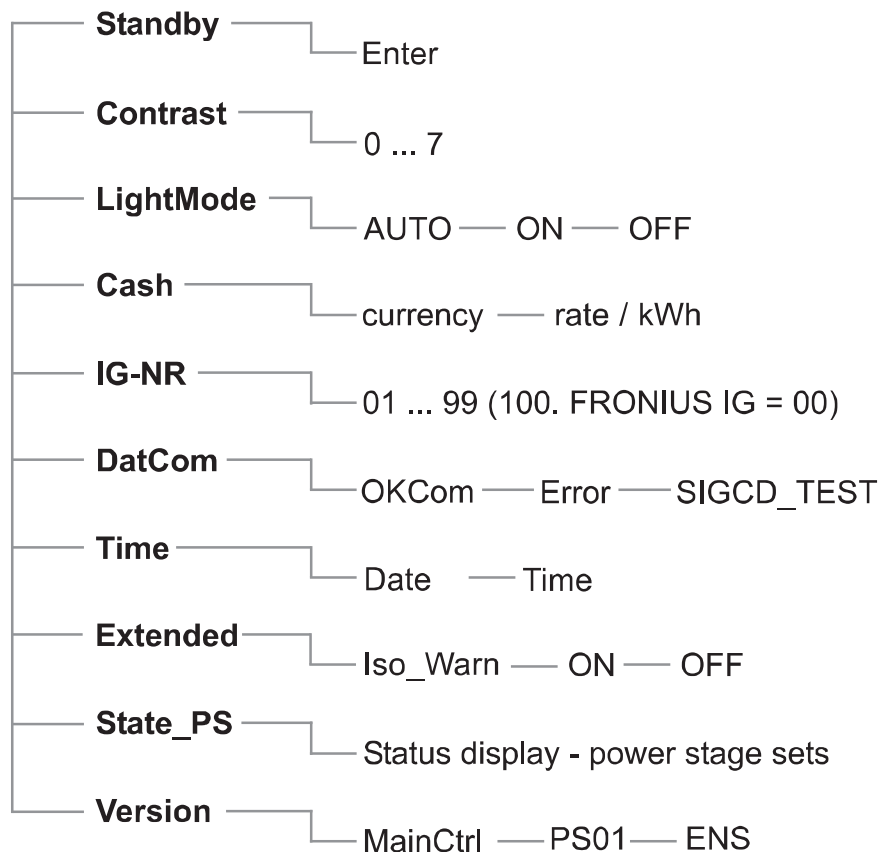 Standby
Enter
Contrast
0 ... 7
LightMode
AUTO ON OFF
Cash
currency rate / kWh
IG-NR
01 ... 99 (100. FRONIUS IG = 00)
DatCom
OKCom Error SIGCD_TEST
Time
Date Time
Extended
Iso_Warn ON OFF
State_PS
Status display - power stage sets
Version
MainCtrl PS01 ENS